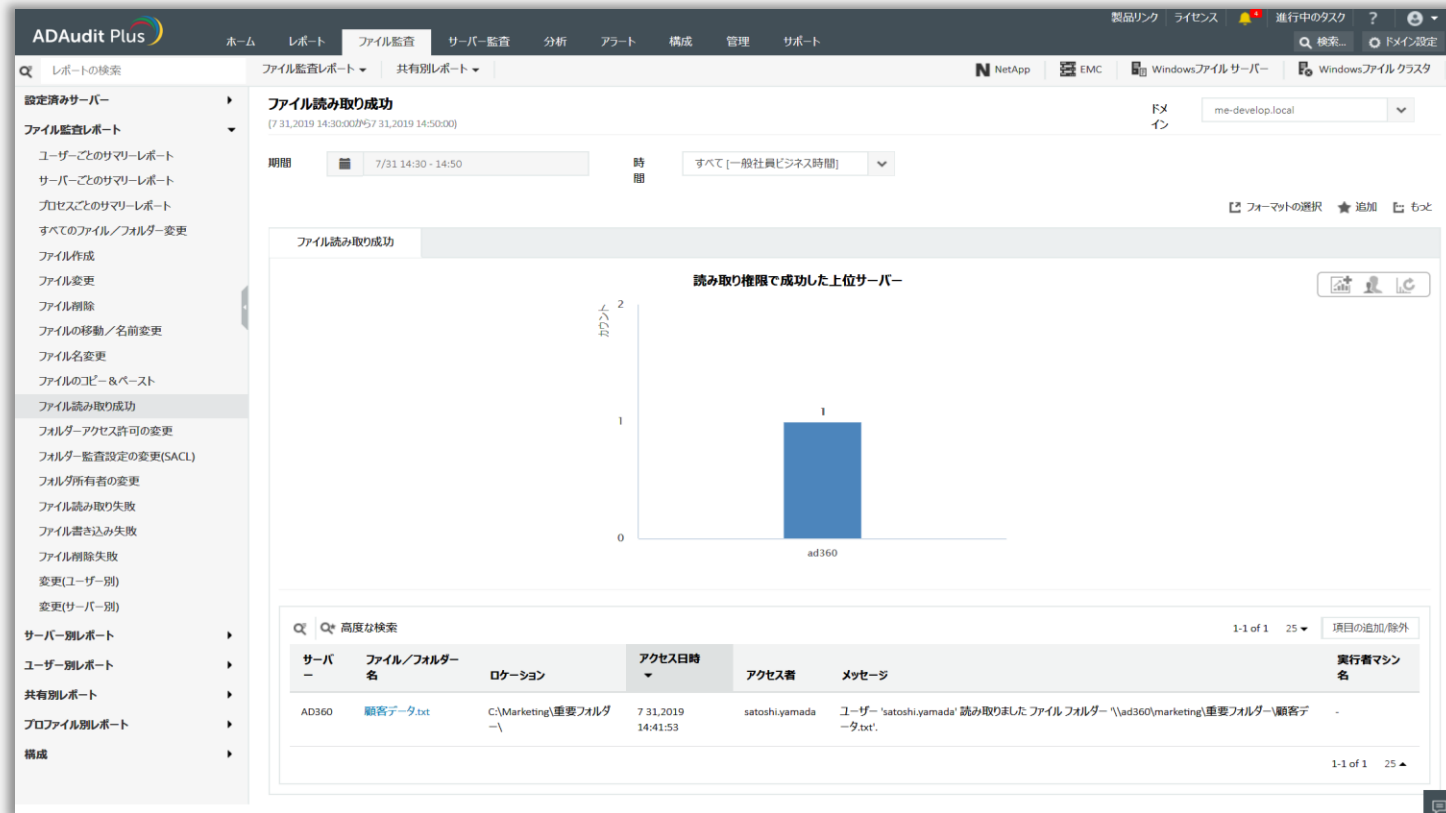 製品リンク ライセンス 4 進行中のタスク ?
ADAudit Plus
ホーム レポート ファイル監査 サーバー監査 分析 アラート 構成 管理 サポート
検索... ドメイン設定
レポートの検索
ファイル監査レポート 共有別レポート
NetApp EMC Windowsファイル サーバー Windowsファイル クラスタ
設定済みサーバー
ファイル監査レポート
ユーザーごとのサマリーレポート
サーバーごとのサマリーレポート
プロセスごとのサマリーレポート
すべてのファイル／フォルダー変更
ファイル作成
ファイル変更
ファイル削除
ファイルの移動／名前変更
ファイル名変更
ファイルのコピー＆ペースト
ファイル読み取り成功
フォルダーアクセス許可の変更
フォルダー監査設定の変更(SACL)
フォルダ所有者の変更
ファイル読み取り失敗
ファイル書き込み失敗
ファイル削除失敗
変更(ユーザー別)
変更(サーバー別)
サーバー別レポート
ユーザー別レポート
共有別レポート
プロファイル別レポート
構成
ファイル読み取り成功
(7 31,2019 14:30:00から7 31,2019 14:50:00)
ドメ
イン
me-develop.local
期間
7/31 14:30 - 14:50
時
間
すべて [一般社員ビジネス時間]
フォーマットの選択 追加 もっと
ファイル読み取り成功
読み取り権限で成功した上位サーバー
カウント
2
1
0
1
ad360
高度な検索
1-1 of 1 25 項目の追加/除外
サーバ
ー
ファイル／フォルダー
名
ロケーション
アクセス日時
アクセス者
メッセージ
実行者マシン
名
AD360
顧客データ.txt
C:\Marketing\重要フォルダ
ー\
7 31,2019
14:41:53
satoshi.yamada
ユーザー 'satoshi.yamada' 読み取りました ファイル フォルダー '\\ad360\marketing\重要フォルダー\顧客デ
ータ.txt'.
-
1-1 of 1 25